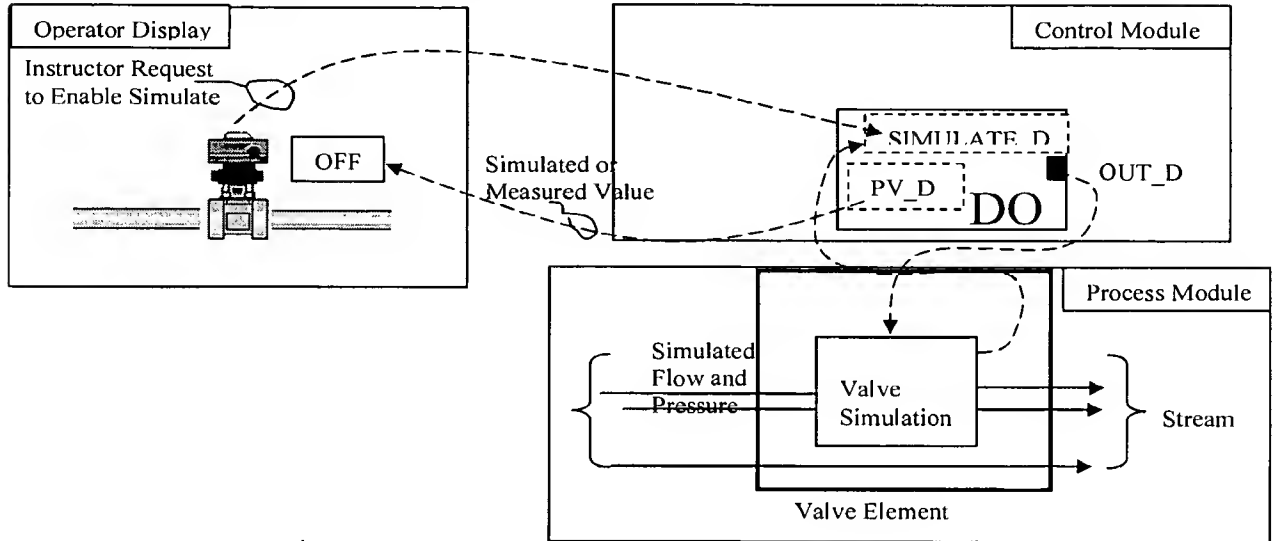 Operator Display
Instructor Request
to Enable Simulate
OFF
Simulated or
Measured Value
Control Module
SIMULATE_D
PV_D
DO
OUT_D
Process Module
Simulated
Flow and
Pressure
Valve
Simulation
Stream
Valve Element